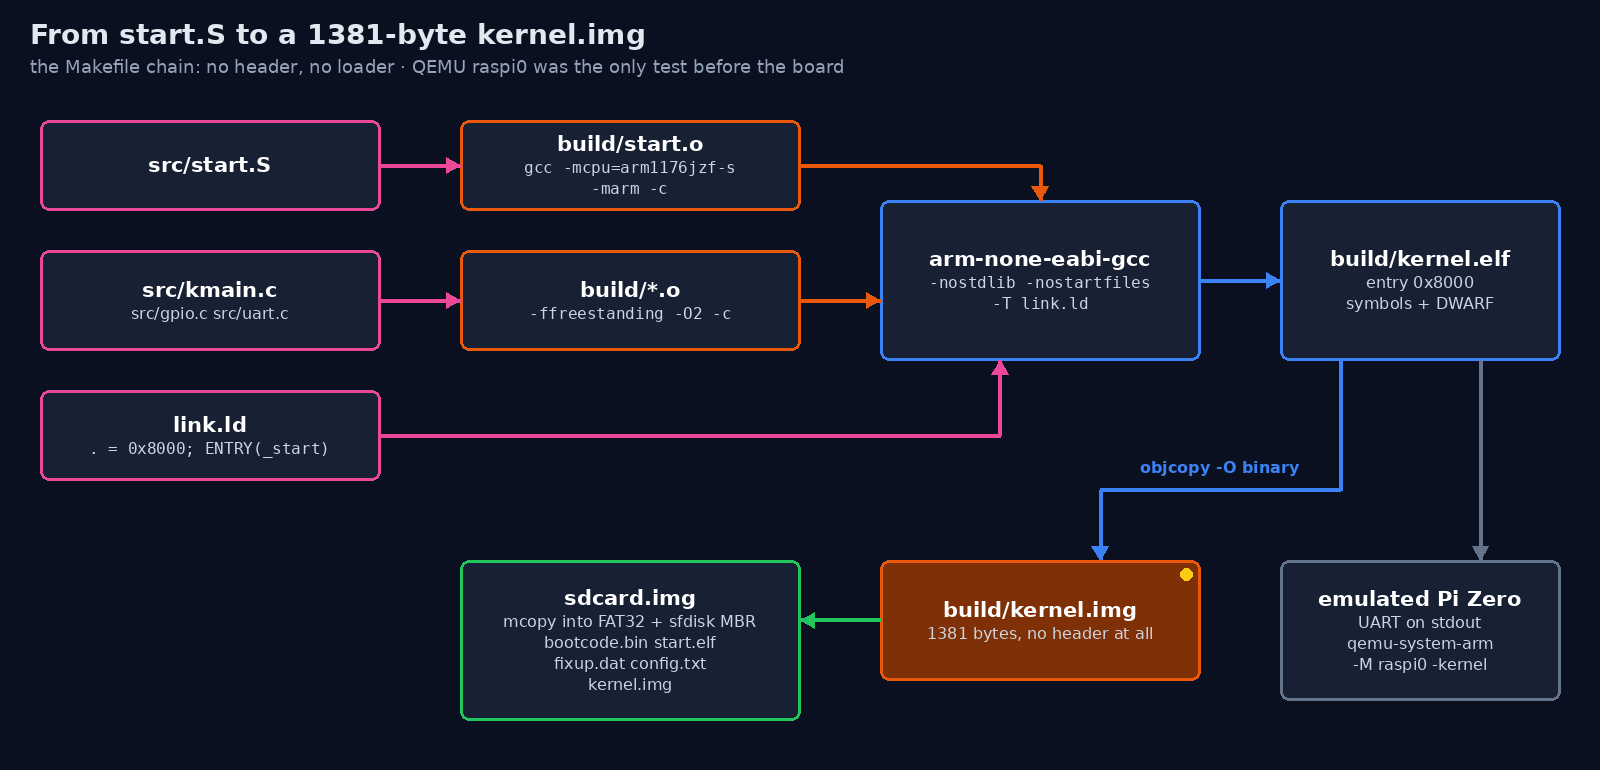 From start.S to a 1381-byte kernel.img
the Makefile chain: no header, no loader · QEMU raspi0 was the only test before the board
src/start.S
build/start.o
gcc -mcpu=arm1176jzf-s
-marm -c
src/kmain.c
src/gpio.c src/uart.c
build/*.o
-ffreestanding -O2 -c
arm-none-eabi-gcc
-nostdlib -nostartfiles
-T link.ld
build/kernel.elf
entry 0x8000
symbols + DWARF
link.ld
. = 0x8000; ENTRY(_start)
objcopy -O binary
sdcard.img
mcopy into FAT32 + sfdisk MBR
bootcode.bin start.elf
fixup.dat config.txt
kernel.img
build/kernel.img
1381 bytes, no header at all
emulated Pi Zero
UART on stdout
qemu-system-arm
-M raspi0 -kernel